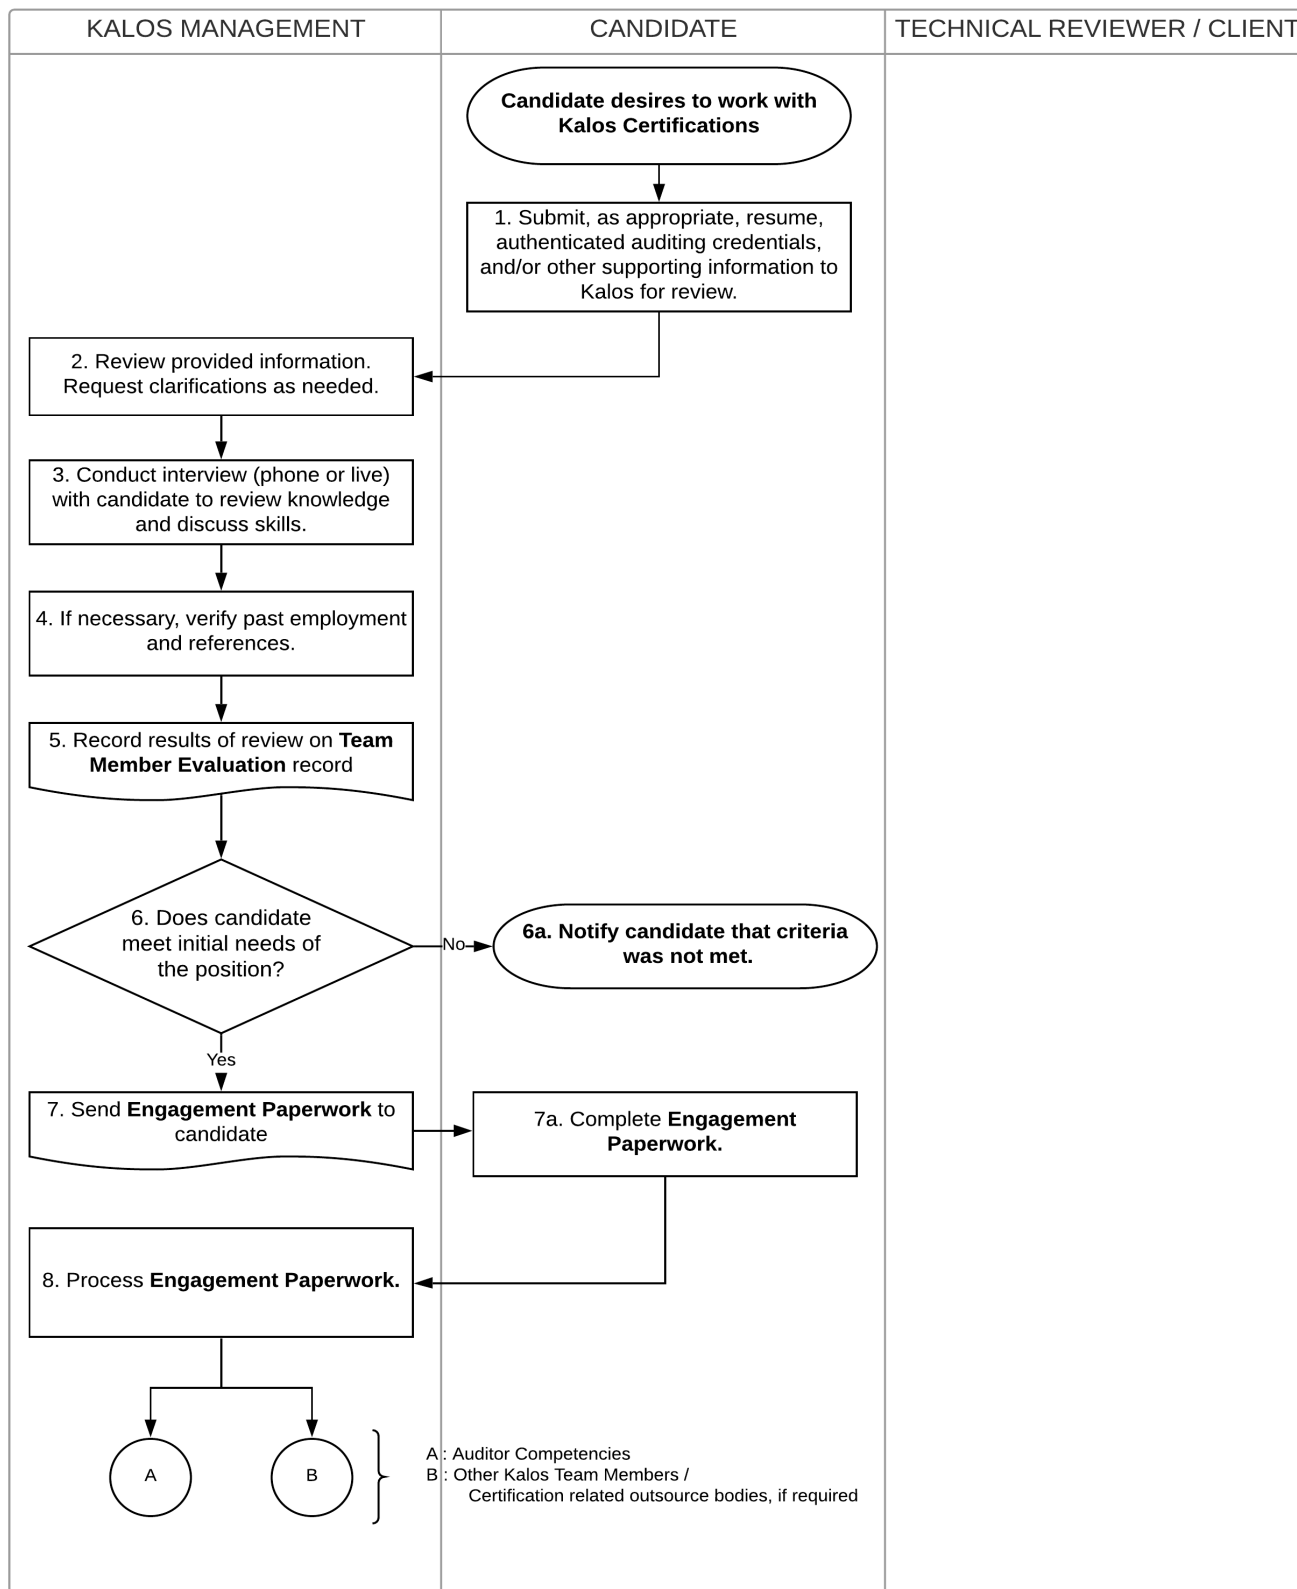 KALOS MANAGEMENT
CANDIDATE
TECHNICAL REVIEWER / CLIENT
Candidate desires to work with
Kalos Certifications
1. Submit, as appropriate, resume,
authenticated auditing credentials,
and/or other supporting information to
Kalos for review.
2. Review provided information.
Request clarifications as needed.
3. Conduct interview (phone or live)
with candidate to review knowledge
and discuss skills.
4. If necessary, verify past employment
and references.
5. Record results of review on Team
Member Evaluation record
6. Does candidate
meet initial needs of
the position?
No
6a. Notify candidate that criteria
was not met.
Yes
7. Send Engagement Paperwork to
candidate
7a. Complete Engagement
Paperwork.
8. Process Engagement Paperwork.
A
B
A : Auditor Competencies
B : Other Kalos Team Members /
Certification related outsource bodies, if required